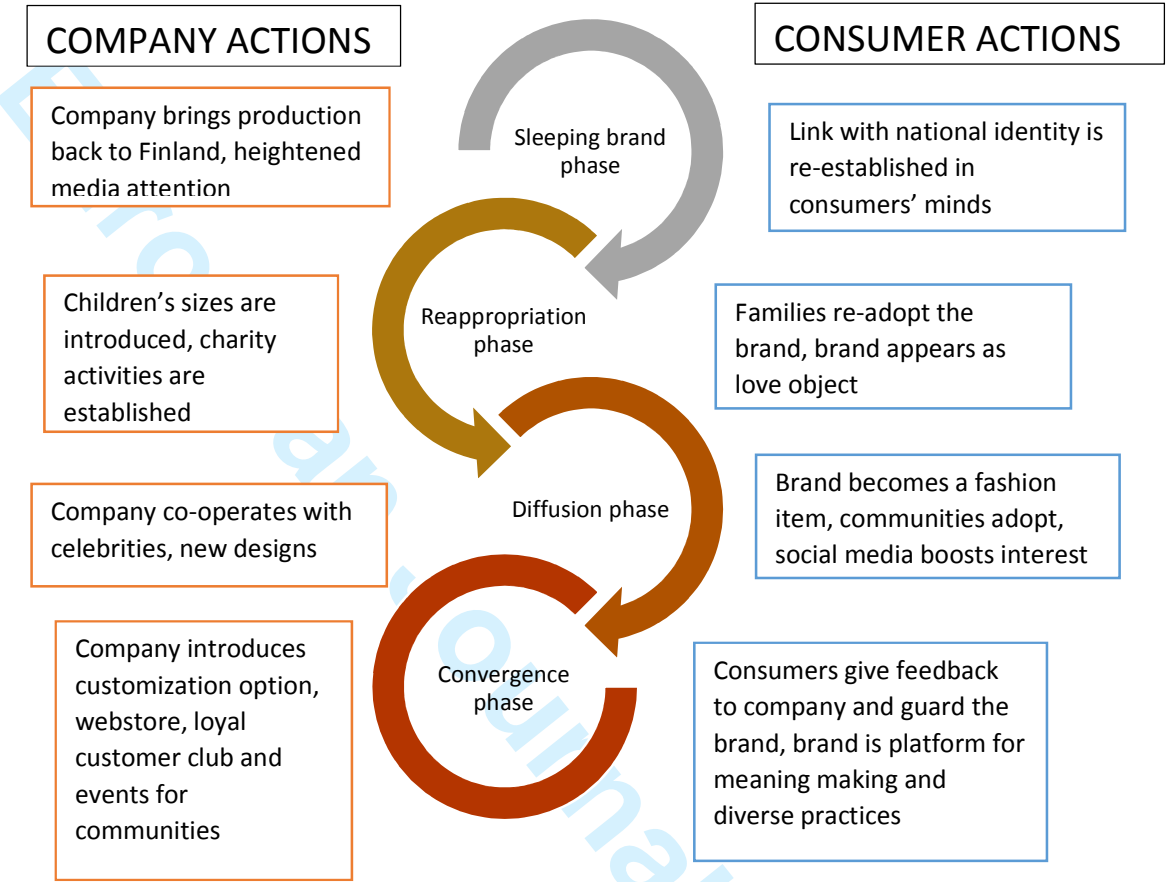 COMPANY ACTIONS
CONSUMER ACTIONS
Company brings production
back to Finland, heightened
media attention
Sleeping brand
phase
Link with national identity is
re-established in
consumers’ minds
Children’s sizes are
introduced, charity
activities are
established
Reappropriation
phase
Families re-adopt the
brand, brand appears as
love object
Company co-operates with
celebrities, new designs
Diffusion phase
Brand becomes a fashion
item, communities adopt,
social media boosts interest
Company introduces
customization option,
webstore, loyal
customer club and
events for
communities
Convergence
phase
Consumers give feedback
to company and guard the
brand, brand is platform for
meaning making and
diverse practices